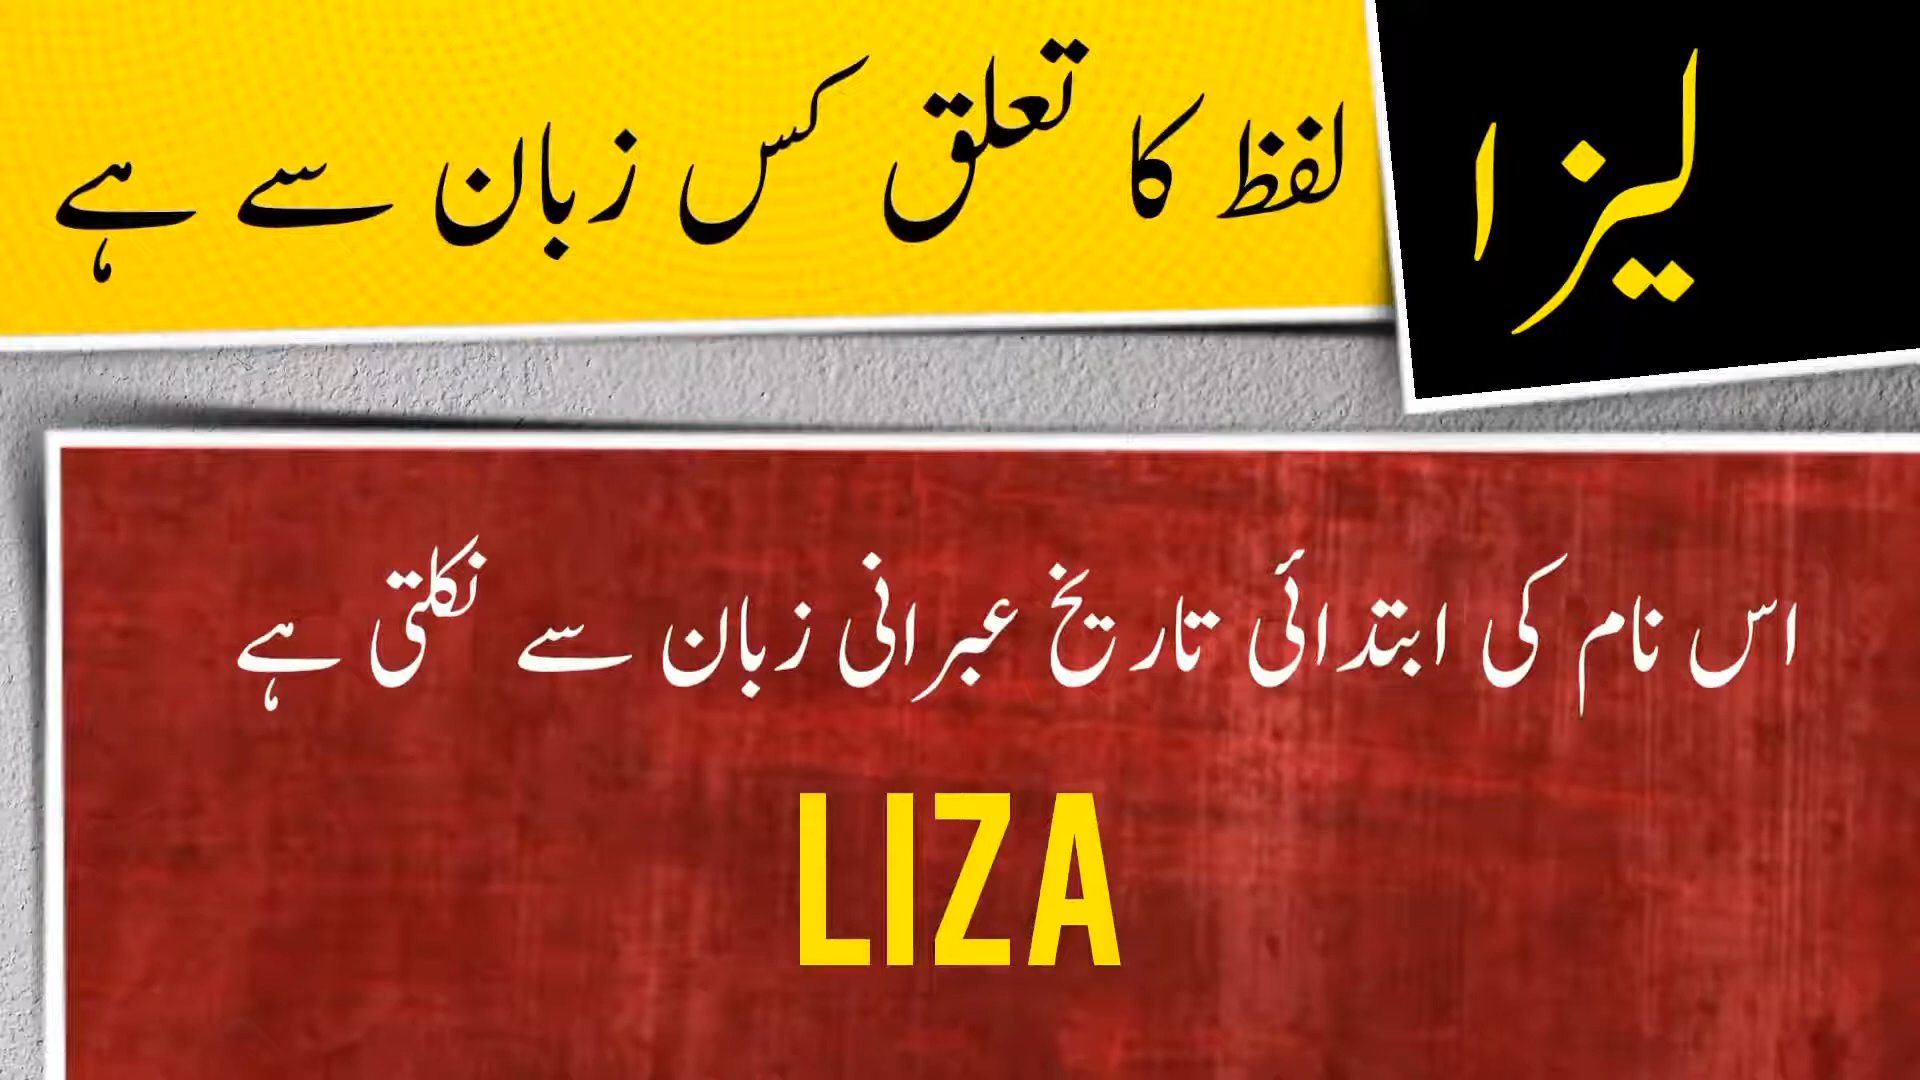 لیزا
لفظ کا تعلق کس زبان سے ہے
اس نام کی ابتدائی تاریخ عبرانی زبان سے نکلتی ہے
LIZA